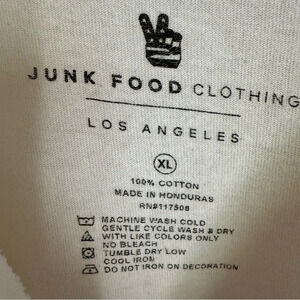 JUNK FOOD CLOTHING
LOS ANGELES
XL
100% COTTON
MADE IN HONDURAS
RN#117508
MACHINE WASH COLD
GENTLE CYCLE WASH & DRY
WITH LIKE COLORS ONLY
NO BLEACH
TUMBLE DRY LOW
COOL IRON
DO NOT IRON ON DECORATION